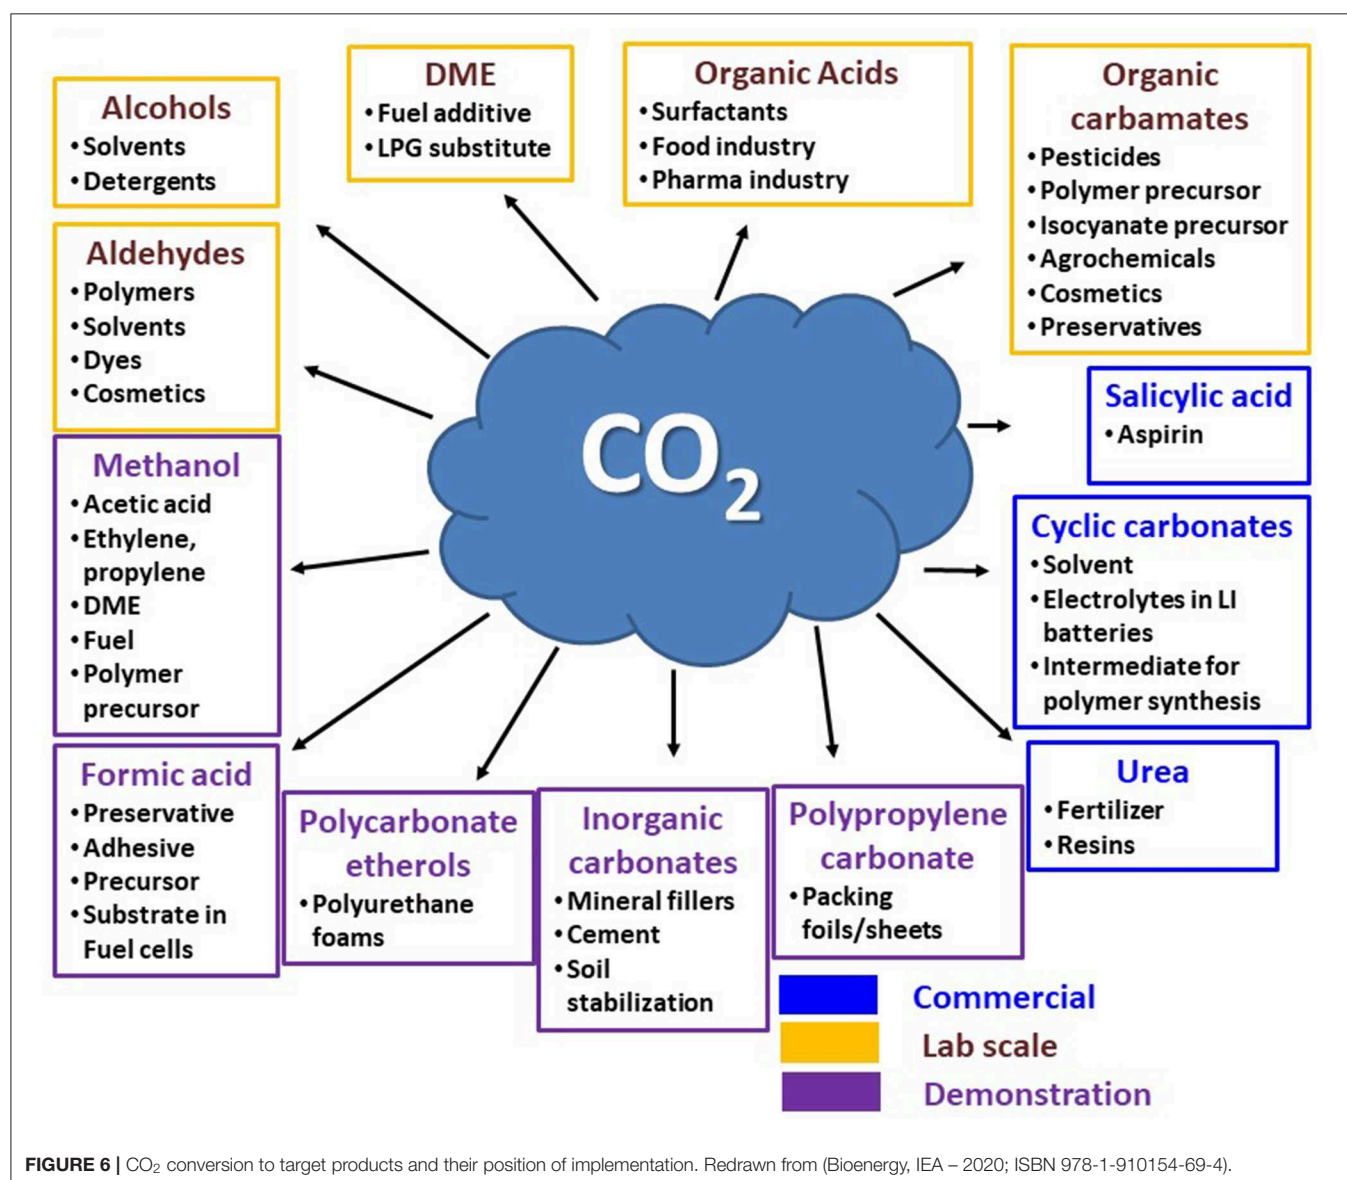 Alcohols
• Solvents
• Detergents
DME
• Fuel additive
• LPG substitute
Organic Acids
• Surfactants
• Food industry
• Pharma industry
Organic
carbamates
• Pesticides
• Polymer precursor
• Isocyanate precursor
• Agrochemicals
• Cosmetics
• Preservatives
Aldehydes
• Polymers
• Solvents
• Dyes
• Cosmetics
CO₂
Salicylic acid
• Aspirin
Methanol
• Acetic acid
• Ethylene,
propylene
• DME
• Fuel
• Polymer
precursor
Cyclic carbonates
• Solvent
• Electrolytes in LI
batteries
• Intermediate for
polymer synthesis
Formic acid
• Preservative
• Adhesive
• Precursor
• Substrate in
Fuel cells
Polycarbonate
etherols
• Polyurethane
foams
Inorganic
carbonates
• Mineral fillers
• Cement
• Soil
stabilization
Polypropylene
carbonate
• Packing
foils/sheets
Urea
• Fertilizer
• Resins
Commercial
Lab scale
Demonstration
FIGURE 6 | CO₂ conversion to target products and their position of implementation. Redrawn from (Bioenergy, IEA – 2020; ISBN 978-1-910154-69-4).